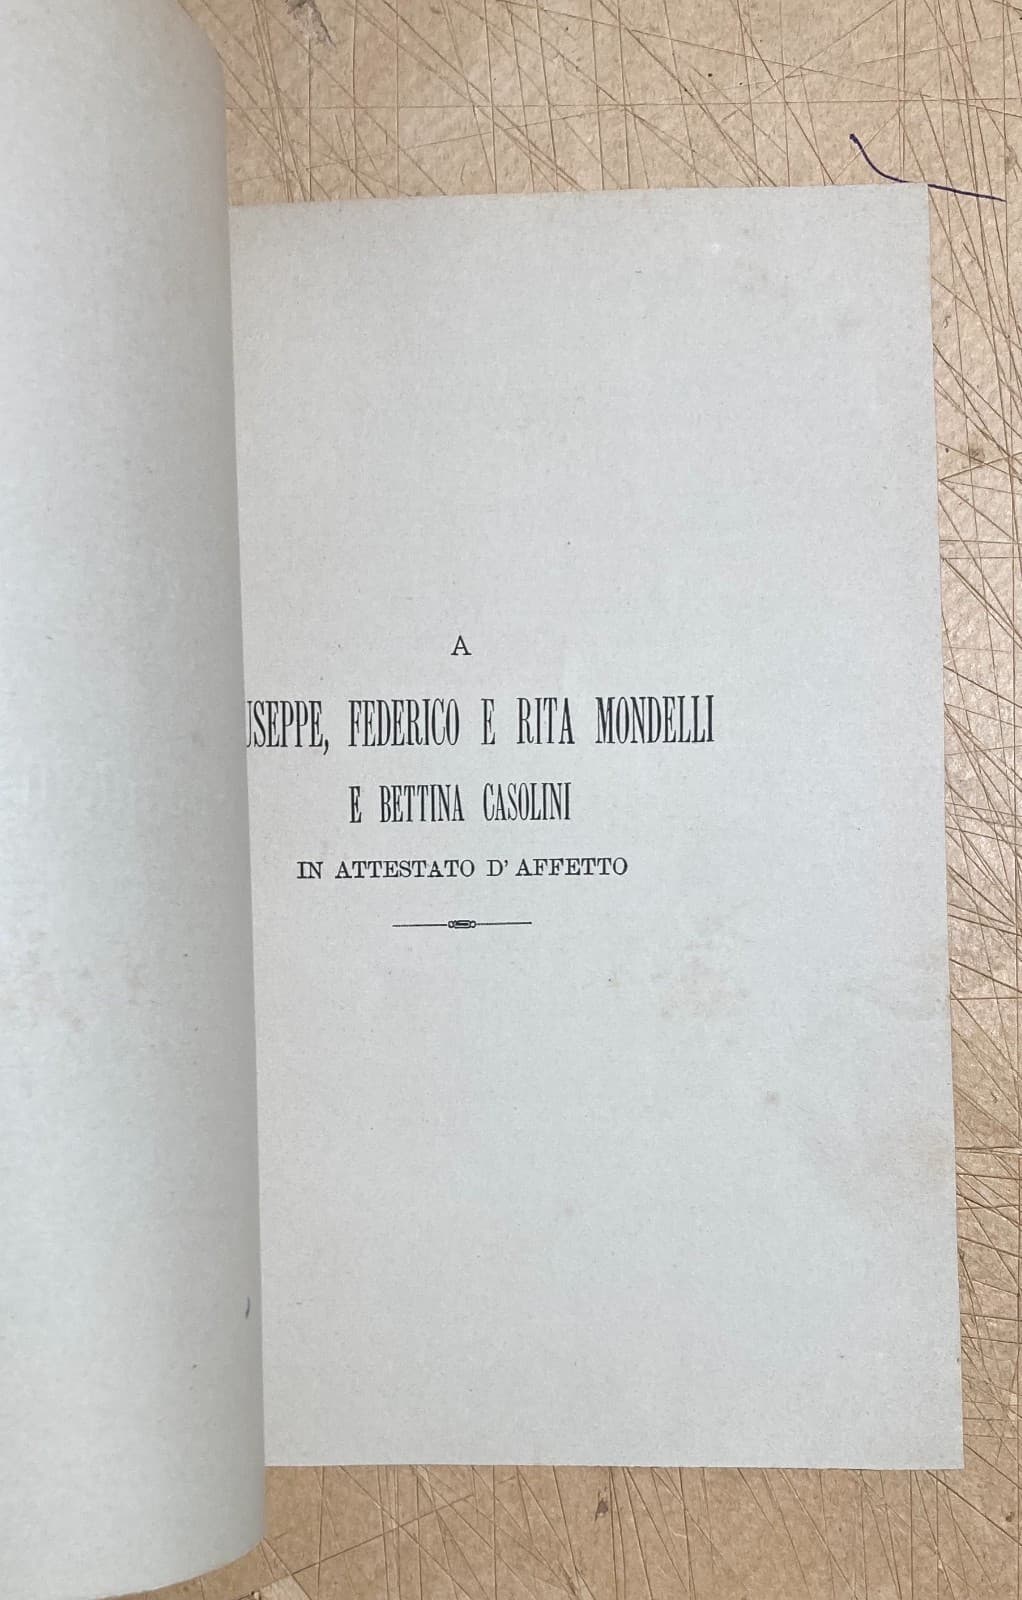 A
USEPPE, FEDERICO E RITA MONDELLI
E BETTINA CASOLINI
IN ATTESTATO D' AFFETTO